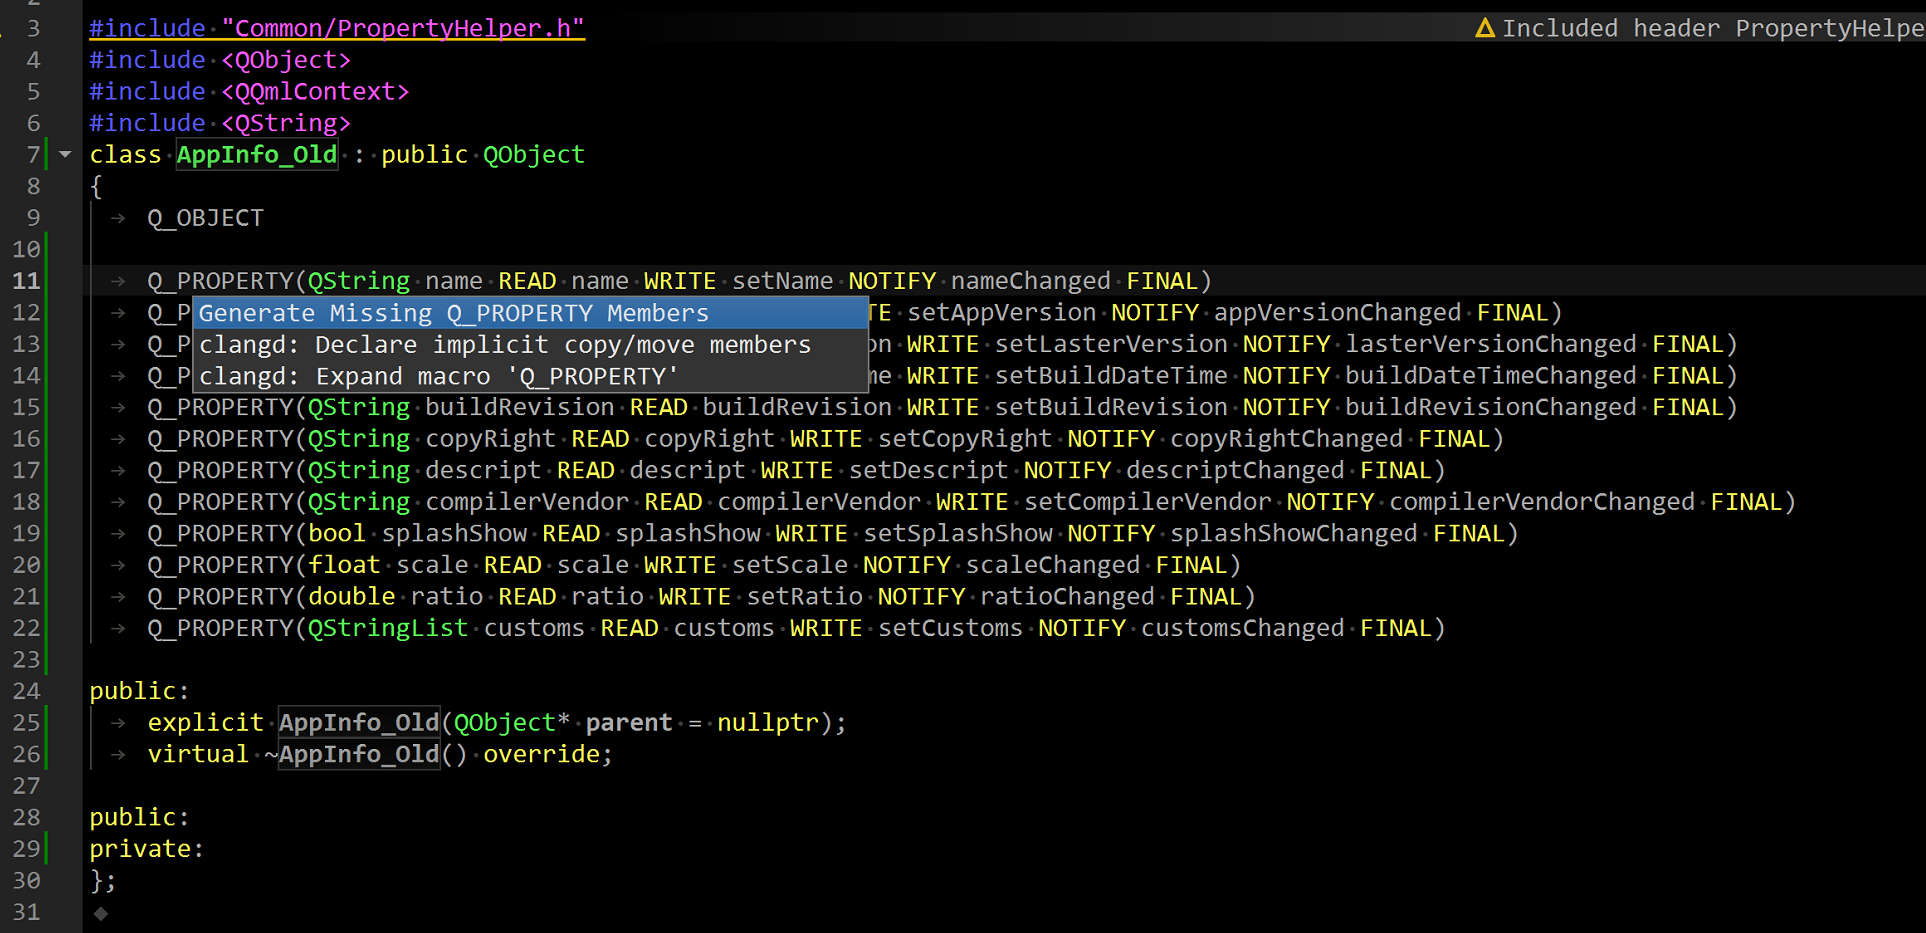 2
3 #include "Common/PropertyHelper.h" Included header PropertyHelpe
4 #include <QObject>
5 #include <QQmlContext>
6 #include <QString>
7 class AppInfo_Old : public QObject
8 {
9 Q_OBJECT
10
11 Q_PROPERTY(QString name READ name WRITE setName NOTIFY nameChanged FINAL)
12 Q_P TE setAppVersion NOTIFY appVersionChanged FINAL)
Generate Missing Q_PROPERTY Members
13 Q_P on WRITE setLasterVersion NOTIFY lasterVersionChanged FINAL)
clangd: Declare implicit copy/move members
14 Q_P me WRITE setBuildDateTime NOTIFY buildDateTimeChanged FINAL)
clangd: Expand macro 'Q_PROPERTY'
15 Q_PROPERTY(QString buildRevision READ buildRevision WRITE setBuildRevision NOTIFY buildRevisionChanged FINAL)
16 Q_PROPERTY(QString copyRight READ copyRight WRITE setCopyRight NOTIFY copyRightChanged FINAL)
17 Q_PROPERTY(QString descript READ descript WRITE setDescript NOTIFY descriptChanged FINAL)
18 Q_PROPERTY(QString compilerVendor READ compilerVendor WRITE setCompilerVendor NOTIFY compilerVendorChanged FINAL)
19 Q_PROPERTY(bool splashShow READ splashShow WRITE setSplashShow NOTIFY splashShowChanged FINAL)
20 Q_PROPERTY(float scale READ scale WRITE setScale NOTIFY scaleChanged FINAL)
21 Q_PROPERTY(double ratio READ ratio WRITE setRatio NOTIFY ratioChanged FINAL)
22 Q_PROPERTY(QStringList customs READ customs WRITE setCustoms NOTIFY customsChanged FINAL)
23
24 public:
25 explicit AppInfo_Old(QObject* parent = nullptr);
26 virtual ~AppInfo_Old() override;
27
28 public:
29 private:
30 };
31